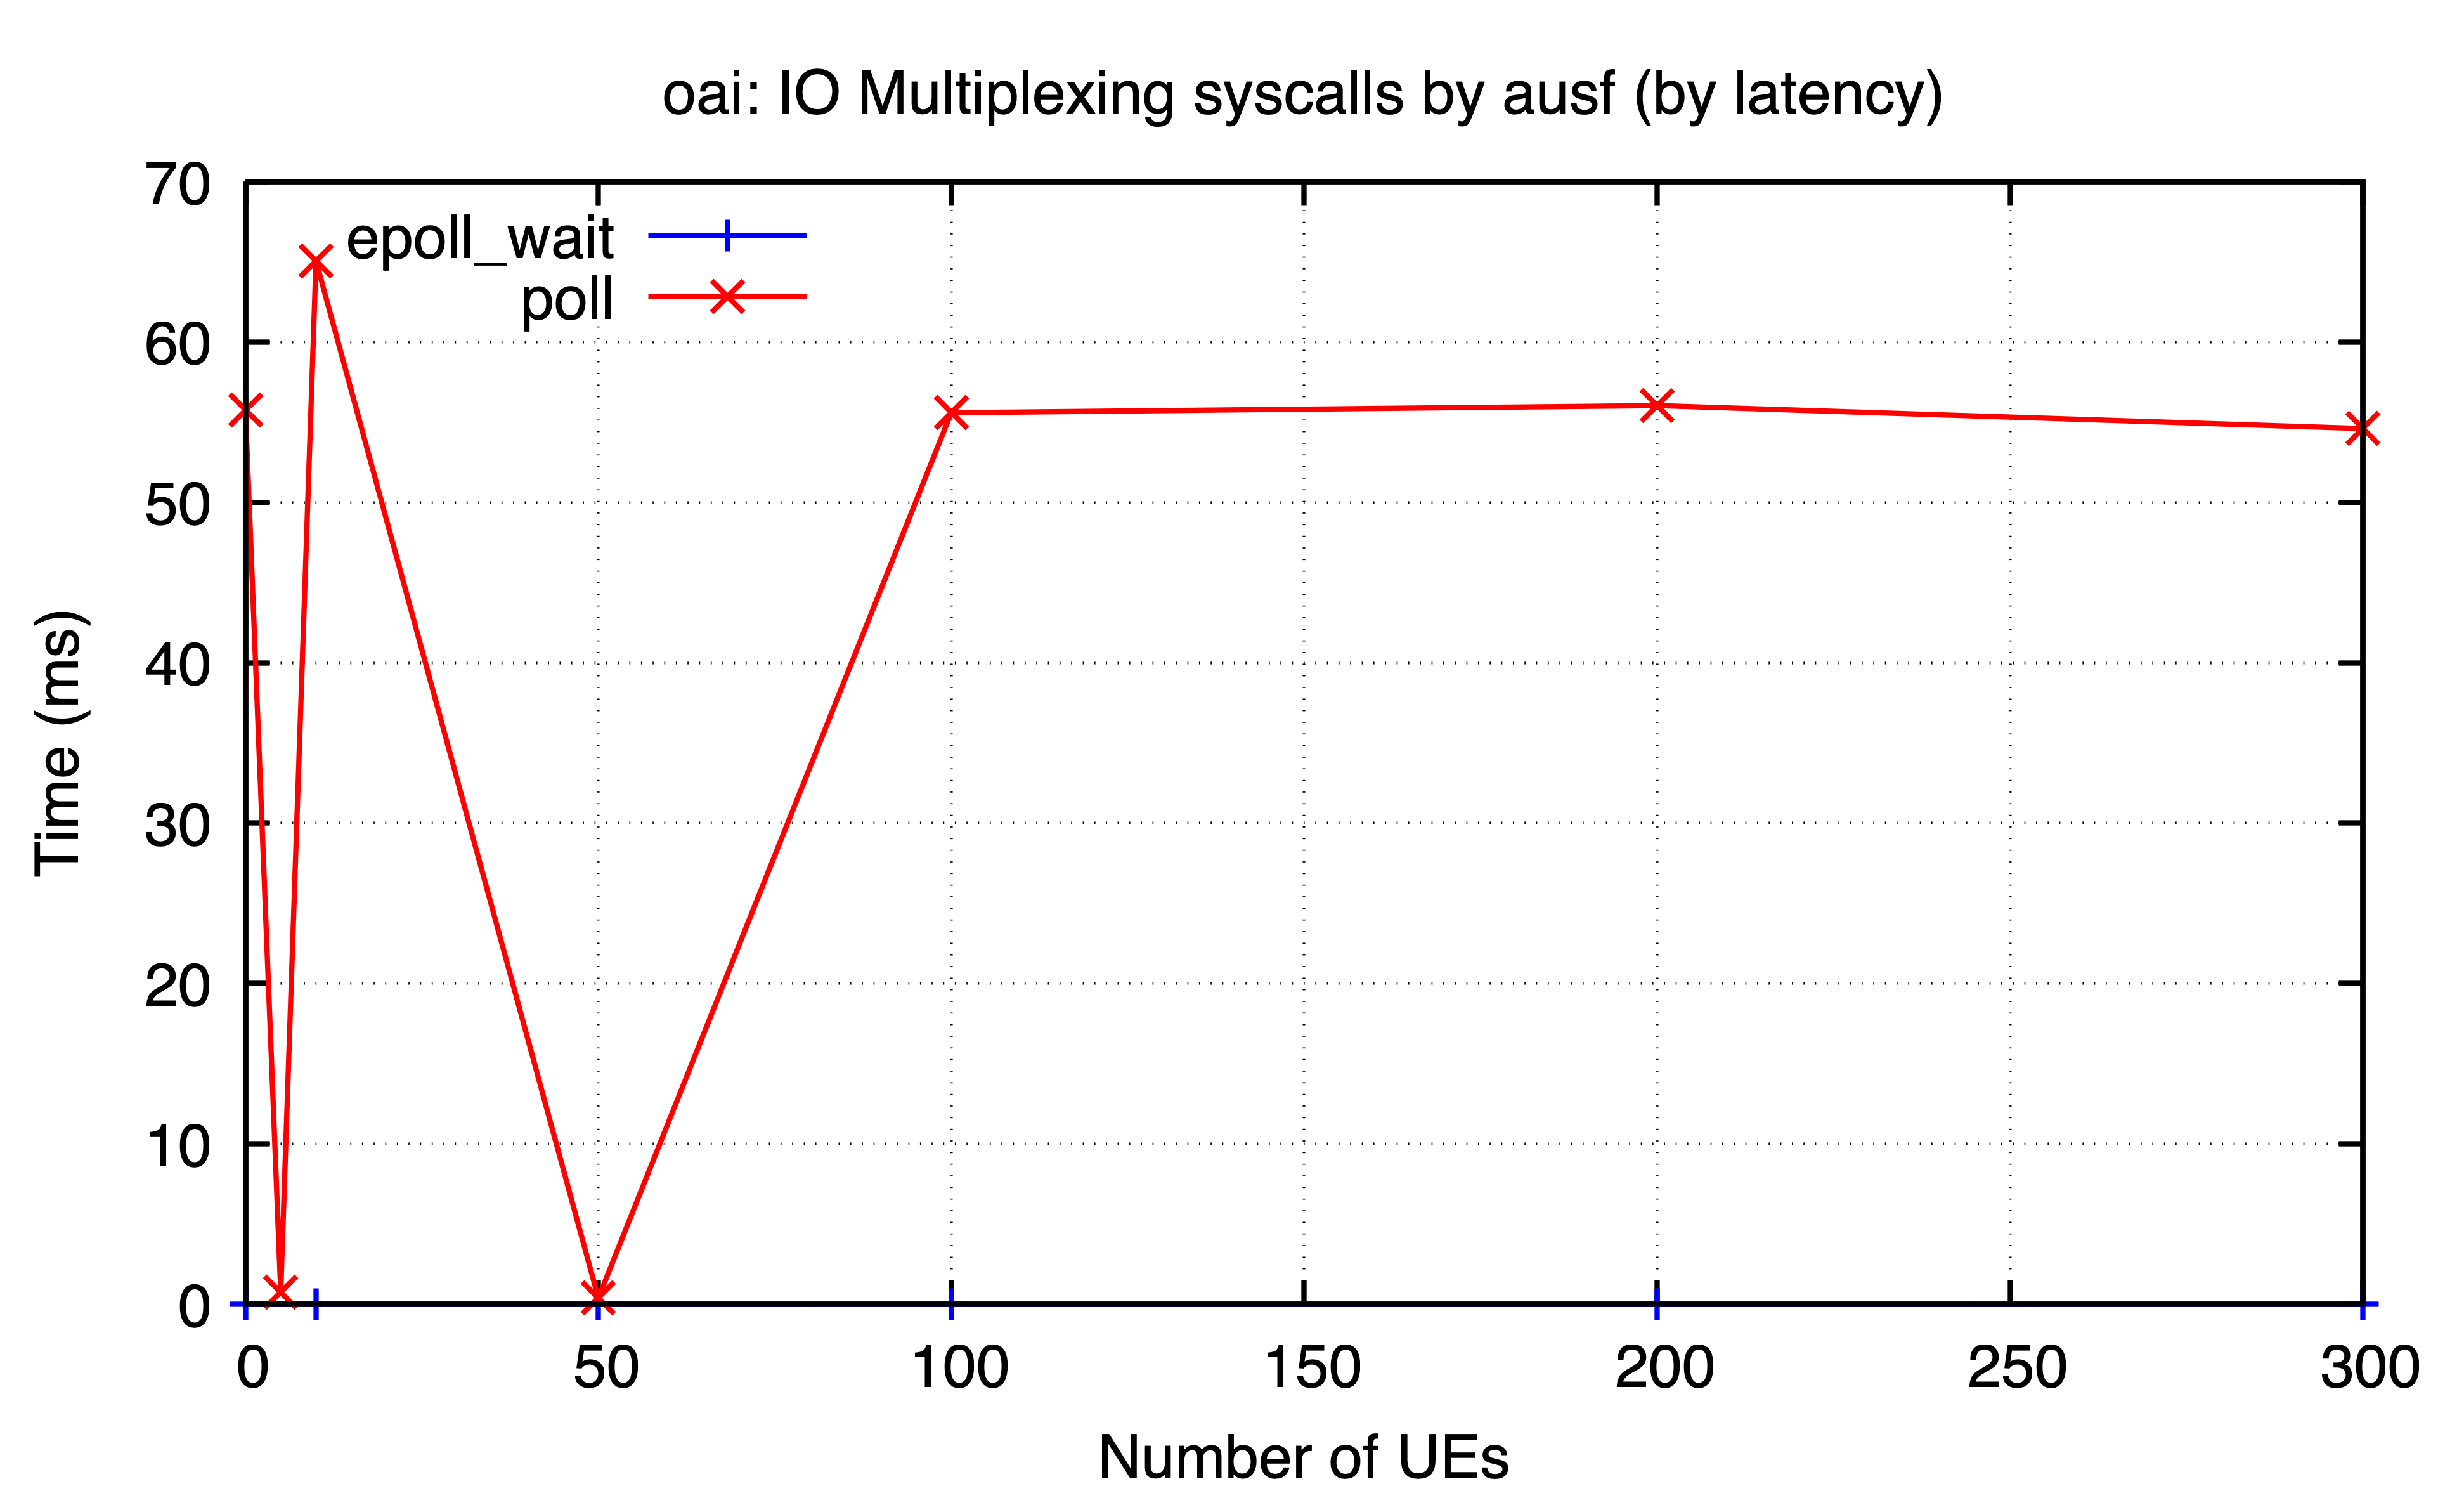 oai: IO Multiplexing syscalls by ausf (by latency)
70
60
50
40
30
20
10
0
epoll_wait
poll
Time (ms)
0 50 100 150 200 250 300
Number of UEs